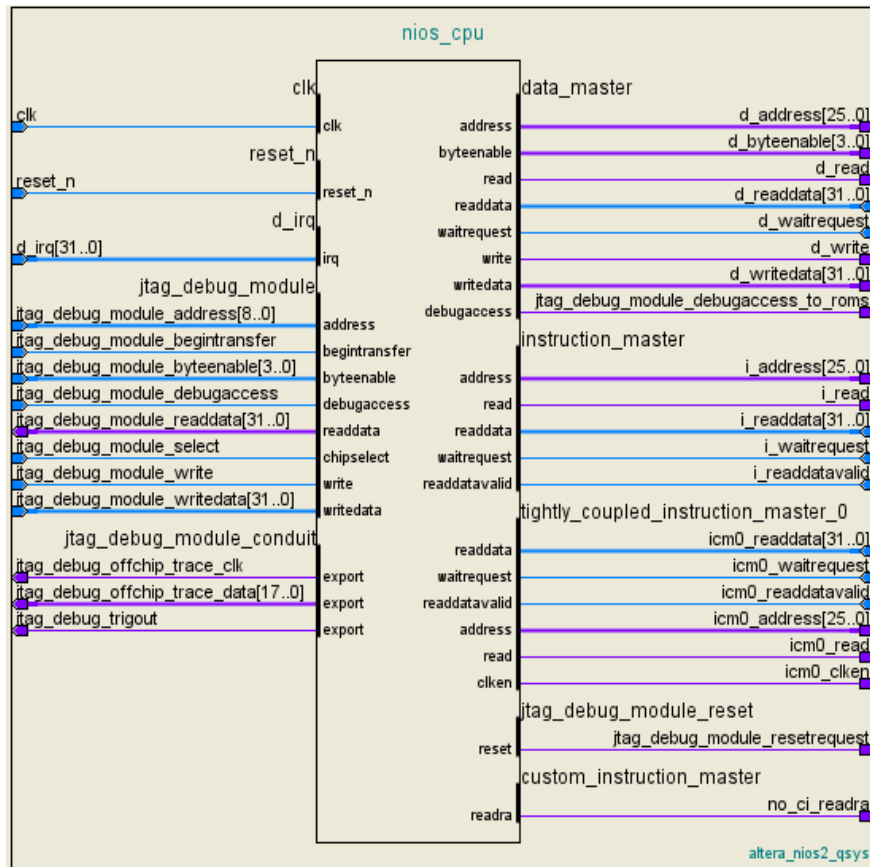 nios_cpu
clk
clk
clk
reset_n
reset_n
reset_n
d_irq
d_irq[31..0]
irq
jtag_debug_module
jtag_debug_module_address[8..0]
address
jtag_debug_module_begintransfer
begintransfer
jtag_debug_module_byteenable[3..0]
byteenable
jtag_debug_module_debugaccess
debugaccess
jtag_debug_module_readdata[31..0]
readdata
jtag_debug_module_select
chipselect
jtag_debug_module_write
write
jtag_debug_module_writedata[31..0]
writedata
jtag_debug_module_conduit
jtag_debug_offchip_trace_clk
export
jtag_debug_offchip_trace_data[17..0]
export
jtag_debug_trigout
export
data_master
d_address[25..0]
address
d_byteenable[3..0]
byteenable
d_read
read
d_readdata[31..0]
readdata
d_waitrequest
waitrequest
d_write
write
d_writedata[31..0]
writedata
jtag_debug_module_debugaccess_to_roms
debugaccess
instruction_master
i_address[25..0]
address
i_read
read
i_readdata[31..0]
readdata
i_waitrequest
waitrequest
i_readdatavalid
readdatavalid
tightly_coupled_instruction_master_0
icm0_readdata[31..0]
readdata
icm0_waitrequest
waitrequest
icm0_readdatavalid
readdatavalid
icm0_address[25..0]
address
icm0_read
read
icm0_clken
clken
jtag_debug_module_reset
jtag_debug_module_resetrequest
reset
custom_instruction_master
no_ci_readra
readra
altera_nios2_qsys